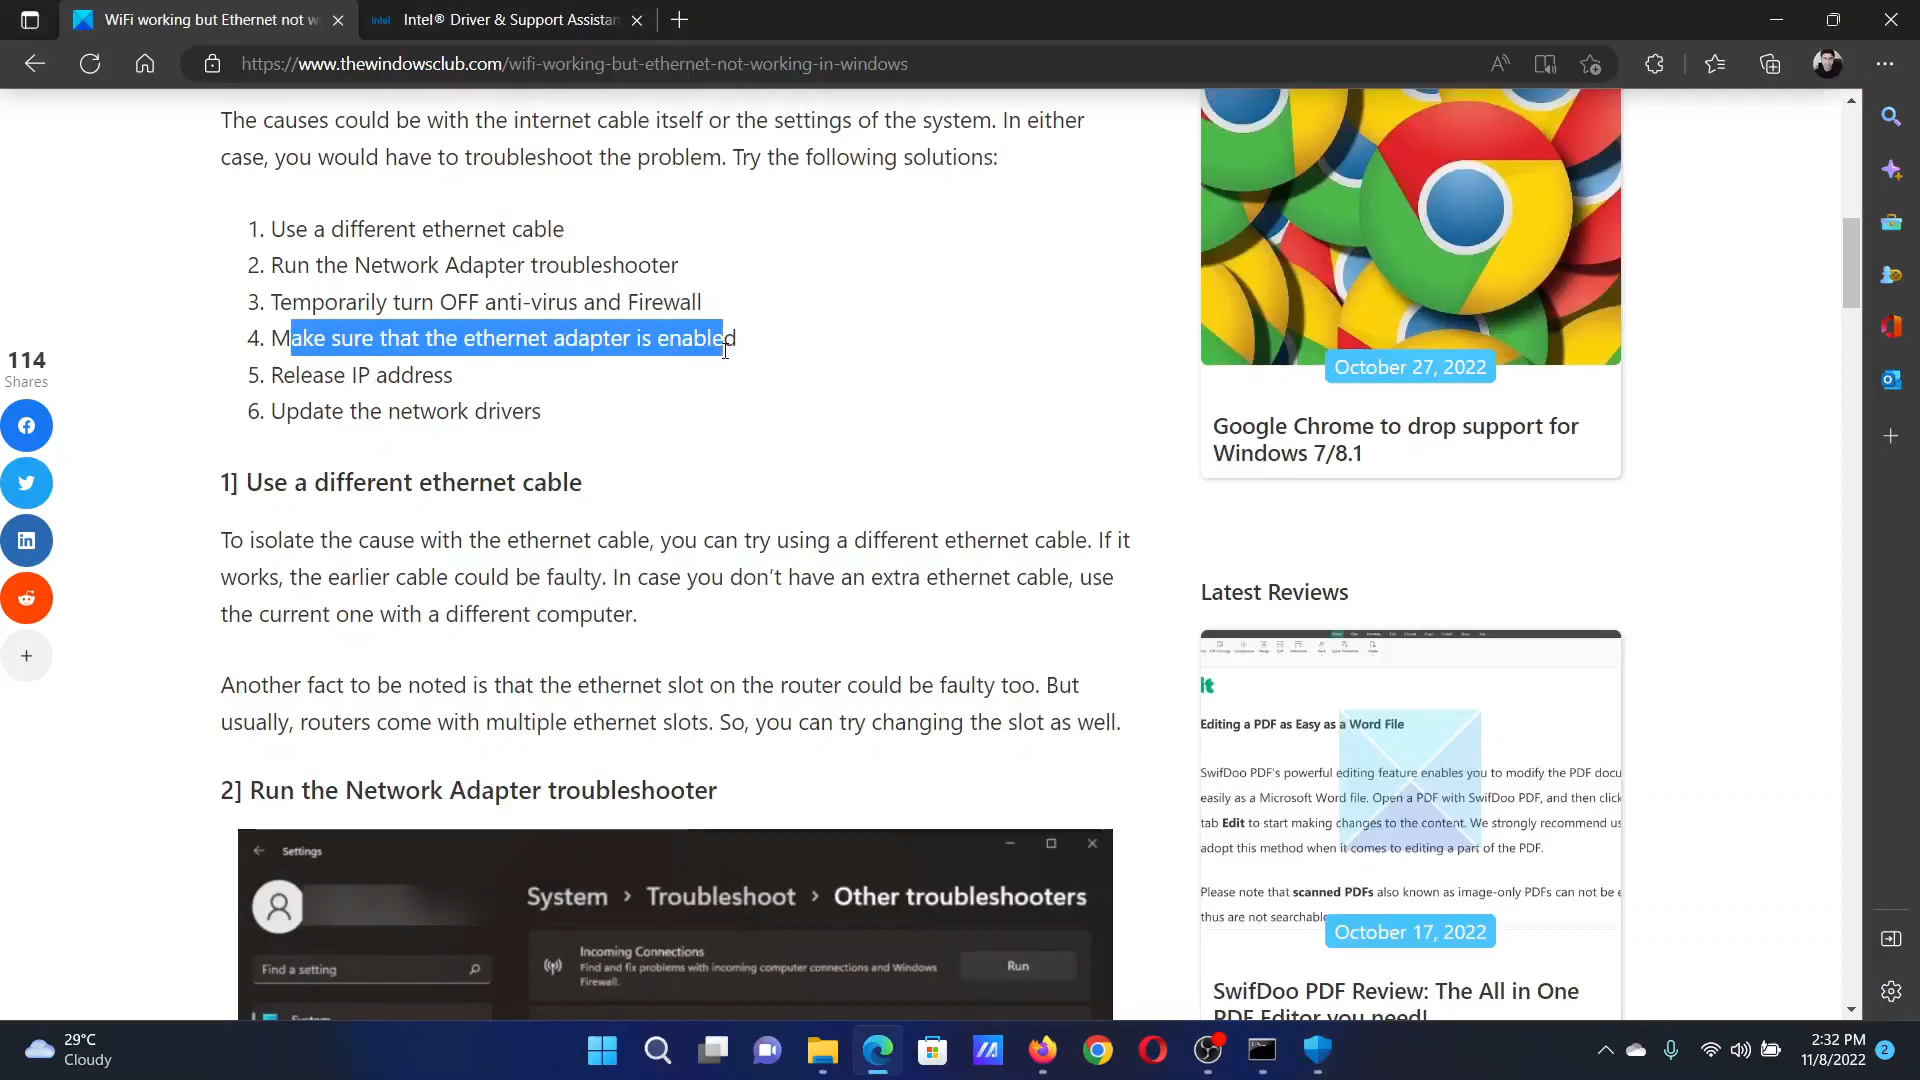 WiFi working but Ethernet not w
Intel® Driver & Support Assistan
https://www.thewindowsclub.com/wifi-working-but-ethernet-not-working-in-windows
The causes could be with the internet cable itself or the settings of the system. In either
case, you would have to troubleshoot the problem. Try the following solutions:
1. Use a different ethernet cable
2. Run the Network Adapter troubleshooter
3. Temporarily turn OFF anti-virus and Firewall
4. Make sure that the ethernet adapter is enabled
5. Release IP address
6. Update the network drivers
114
Shares
1] Use a different ethernet cable
To isolate the cause with the ethernet cable, you can try using a different ethernet cable. If it
works, the earlier cable could be faulty. In case you don’t have an extra ethernet cable, use
the current one with a different computer.
Another fact to be noted is that the ethernet slot on the router could be faulty too. But
usually, routers come with multiple ethernet slots. So, you can try changing the slot as well.
2] Run the Network Adapter troubleshooter
Settings
System > Troubleshoot > Other troubleshooters
Incoming Connections
Find and fix problems with incoming computer connections and Windows
Firewall.
Run
Find a setting
System
October 27, 2022
Google Chrome to drop support for
Windows 7/8.1
Latest Reviews
it
Editing a PDF as Easy as a Word File
SwifDoo PDF's powerful editing feature enables you to modify the PDF docu
easily as a Microsoft Word file. Open a PDF with SwifDoo PDF, and then click
tab Edit to start making changes to the content. We strongly recommend us
adopt this method when it comes to editing a part of the PDF.
Please note that scanned PDFs also known as image-only PDFs can not be e
thus are not searchable
October 17, 2022
SwifDoo PDF Review: The All in One
PDF Editor you need!
29°C
Cloudy
2:32 PM
11/8/2022
2